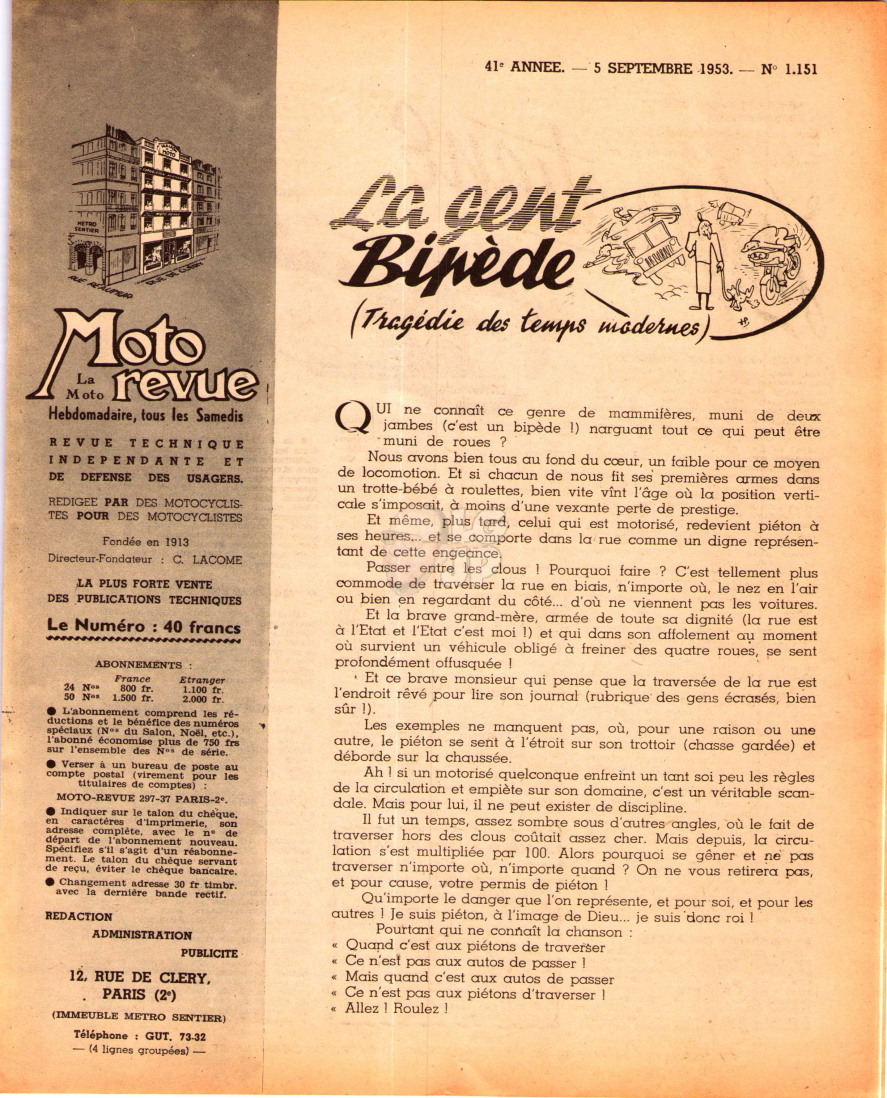 METRO
SENTIER
RUE REAUMUR
RUE DE CLERY
Moto
La
Moto revue
Hebdomadaire, tous les Samedis
REVUE TECHNIQUE
INDEPENDANTE ET
DE DEFENSE DES USAGERS.
REDIGEE PAR DES MOTOCYCLIS-
TES POUR DES MOTOCYCLISTES
Fondée en 1913
Directeur-Fondateur : C. LACOME
LA PLUS FORTE VENTE
DES PUBLICATIONS TECHNIQUES
Le Numéro : 40 francs
ABONNEMENTS :
France Etranger
24 Nos 800 fr. 1.100 fr.
50 Nos 1.500 fr. 2.000 fr.
● L'abonnement comprend les ré-
ductions et le bénéfice des numéros
spéciaux (Nos du Salon, Noël, etc.),
l'abonné économise plus de 750 frs
sur l'ensemble des Nos de série.
● Verser à un bureau de poste au
compte postal (virement pour les
titulaires de comptes) :
MOTO-REVUE 297-37 PARIS-2e.
● Indiquer sur le talon du chèque,
en caractères d'imprimerie, son
adresse complète, avec le no de
départ de l'abonnement nouveau.
Spécifiez s'il s'agit d'un réabonne-
ment. Le talon du chèque servant
de reçu, éviter le chèque bancaire.
● Changement adresse 30 fr timbr.
avec la dernière bande rectif.
REDACTION
ADMINISTRATION
PUBLICITE
12, RUE DE CLERY,
PARIS (2e)
(IMMEUBLE METRO SENTIER)
Téléphone : GUT. 73-32
— (4 lignes groupées) —
41e ANNEE. — 5 SEPTEMBRE 1953. — No 1.151
La gent
Bipède
(Tragédie des temps modernes)
QUI ne connaît ce genre de mammifères, muni de deux
jambes (c'est un bipède !) narguant tout ce qui peut être
muni de roues ?
Nous avons bien tous au fond du cœur, un faible pour ce moyen
de locomotion. Et si chacun de nous fit ses premières armes dans
un trotte-bébé à roulettes, bien vite vînt l'âge où la position verti-
cale s'imposait, à moins d'une vexante perte de prestige.
Et même, plus tard, celui qui est motorisé, redevient piéton à
ses heures... et se comporte dans la rue comme un digne représen-
tant de cette engeance.
Passer entre les clous ! Pourquoi faire ? C'est tellement plus
commode de traverser la rue en biais, n'importe où, le nez en l'air
ou bien en regardant du côté... d'où ne viennent pas les voitures.
Et la brave grand-mère, armée de toute sa dignité (la rue est
à l'Etat et l'Etat c'est moi !) et qui dans son affolement au moment
où survient un véhicule obligé à freiner des quatre roues, se sent
profondément offusquée !
Et ce brave monsieur qui pense que la traversée de la rue est
l'endroit rêvé pour lire son journal (rubrique des gens écrasés, bien
sûr !).
Les exemples ne manquent pas, où, pour une raison ou une
autre, le piéton se sent à l'étroit sur son trottoir (chasse gardée) et
déborde sur la chaussée.
Ah ! si un motorisé quelconque enfreint un tant soi peu les règles
de la circulation et empiète sur son domaine, c'est un véritable scan-
dale. Mais pour lui, il ne peut exister de discipline.
Il fut un temps, assez sombre sous d'autres angles, où le fait de
traverser hors des clous coûtait assez cher. Mais depuis, la circu-
lation s'est multipliée par 100. Alors pourquoi se gêner et ne pas
traverser n'importe où, n'importe quand ? On ne vous retirera pas,
et pour cause, votre permis de piéton !
Qu'importe le danger que l'on représente, et pour soi, et pour les
autres ! Je suis piéton, à l'image de Dieu... je suis donc roi !
Pourtant qui ne connaît la chanson :
« Quand c'est aux piétons de traverser
« Ce n'est pas aux autos de passer !
« Mais quand c'est aux autos de passer
« Ce n'est pas aux piétons d'traverser !
« Allez ! Roulez !